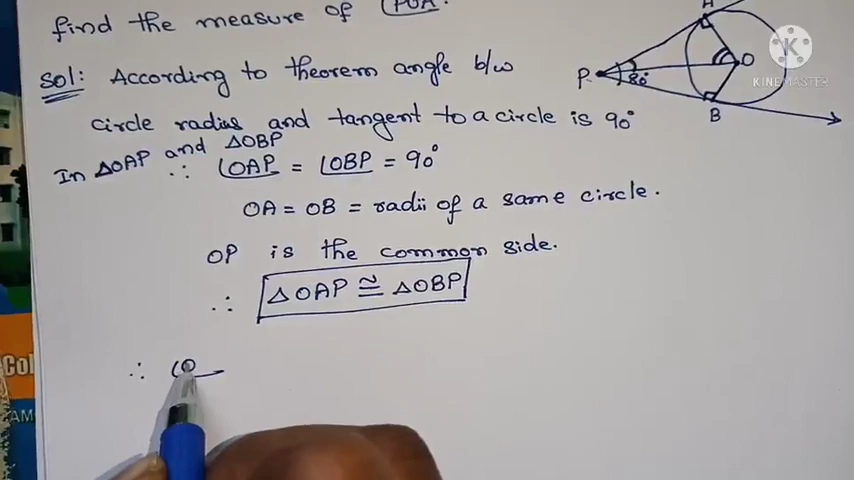 find the measure of ∠POA.
Sol: According to theorem angle b/w
circle radius and tangent to a circle is 90°
In ΔOAP and ΔOBP
∴ ∠OAP = ∠OBP = 90°
OA = OB = radii of a same circle.
OP is the common side.
∴ ΔOAP ≅ ΔOBP
∴ ∠O
A
P
80°
O
B
K
KINEMASTER